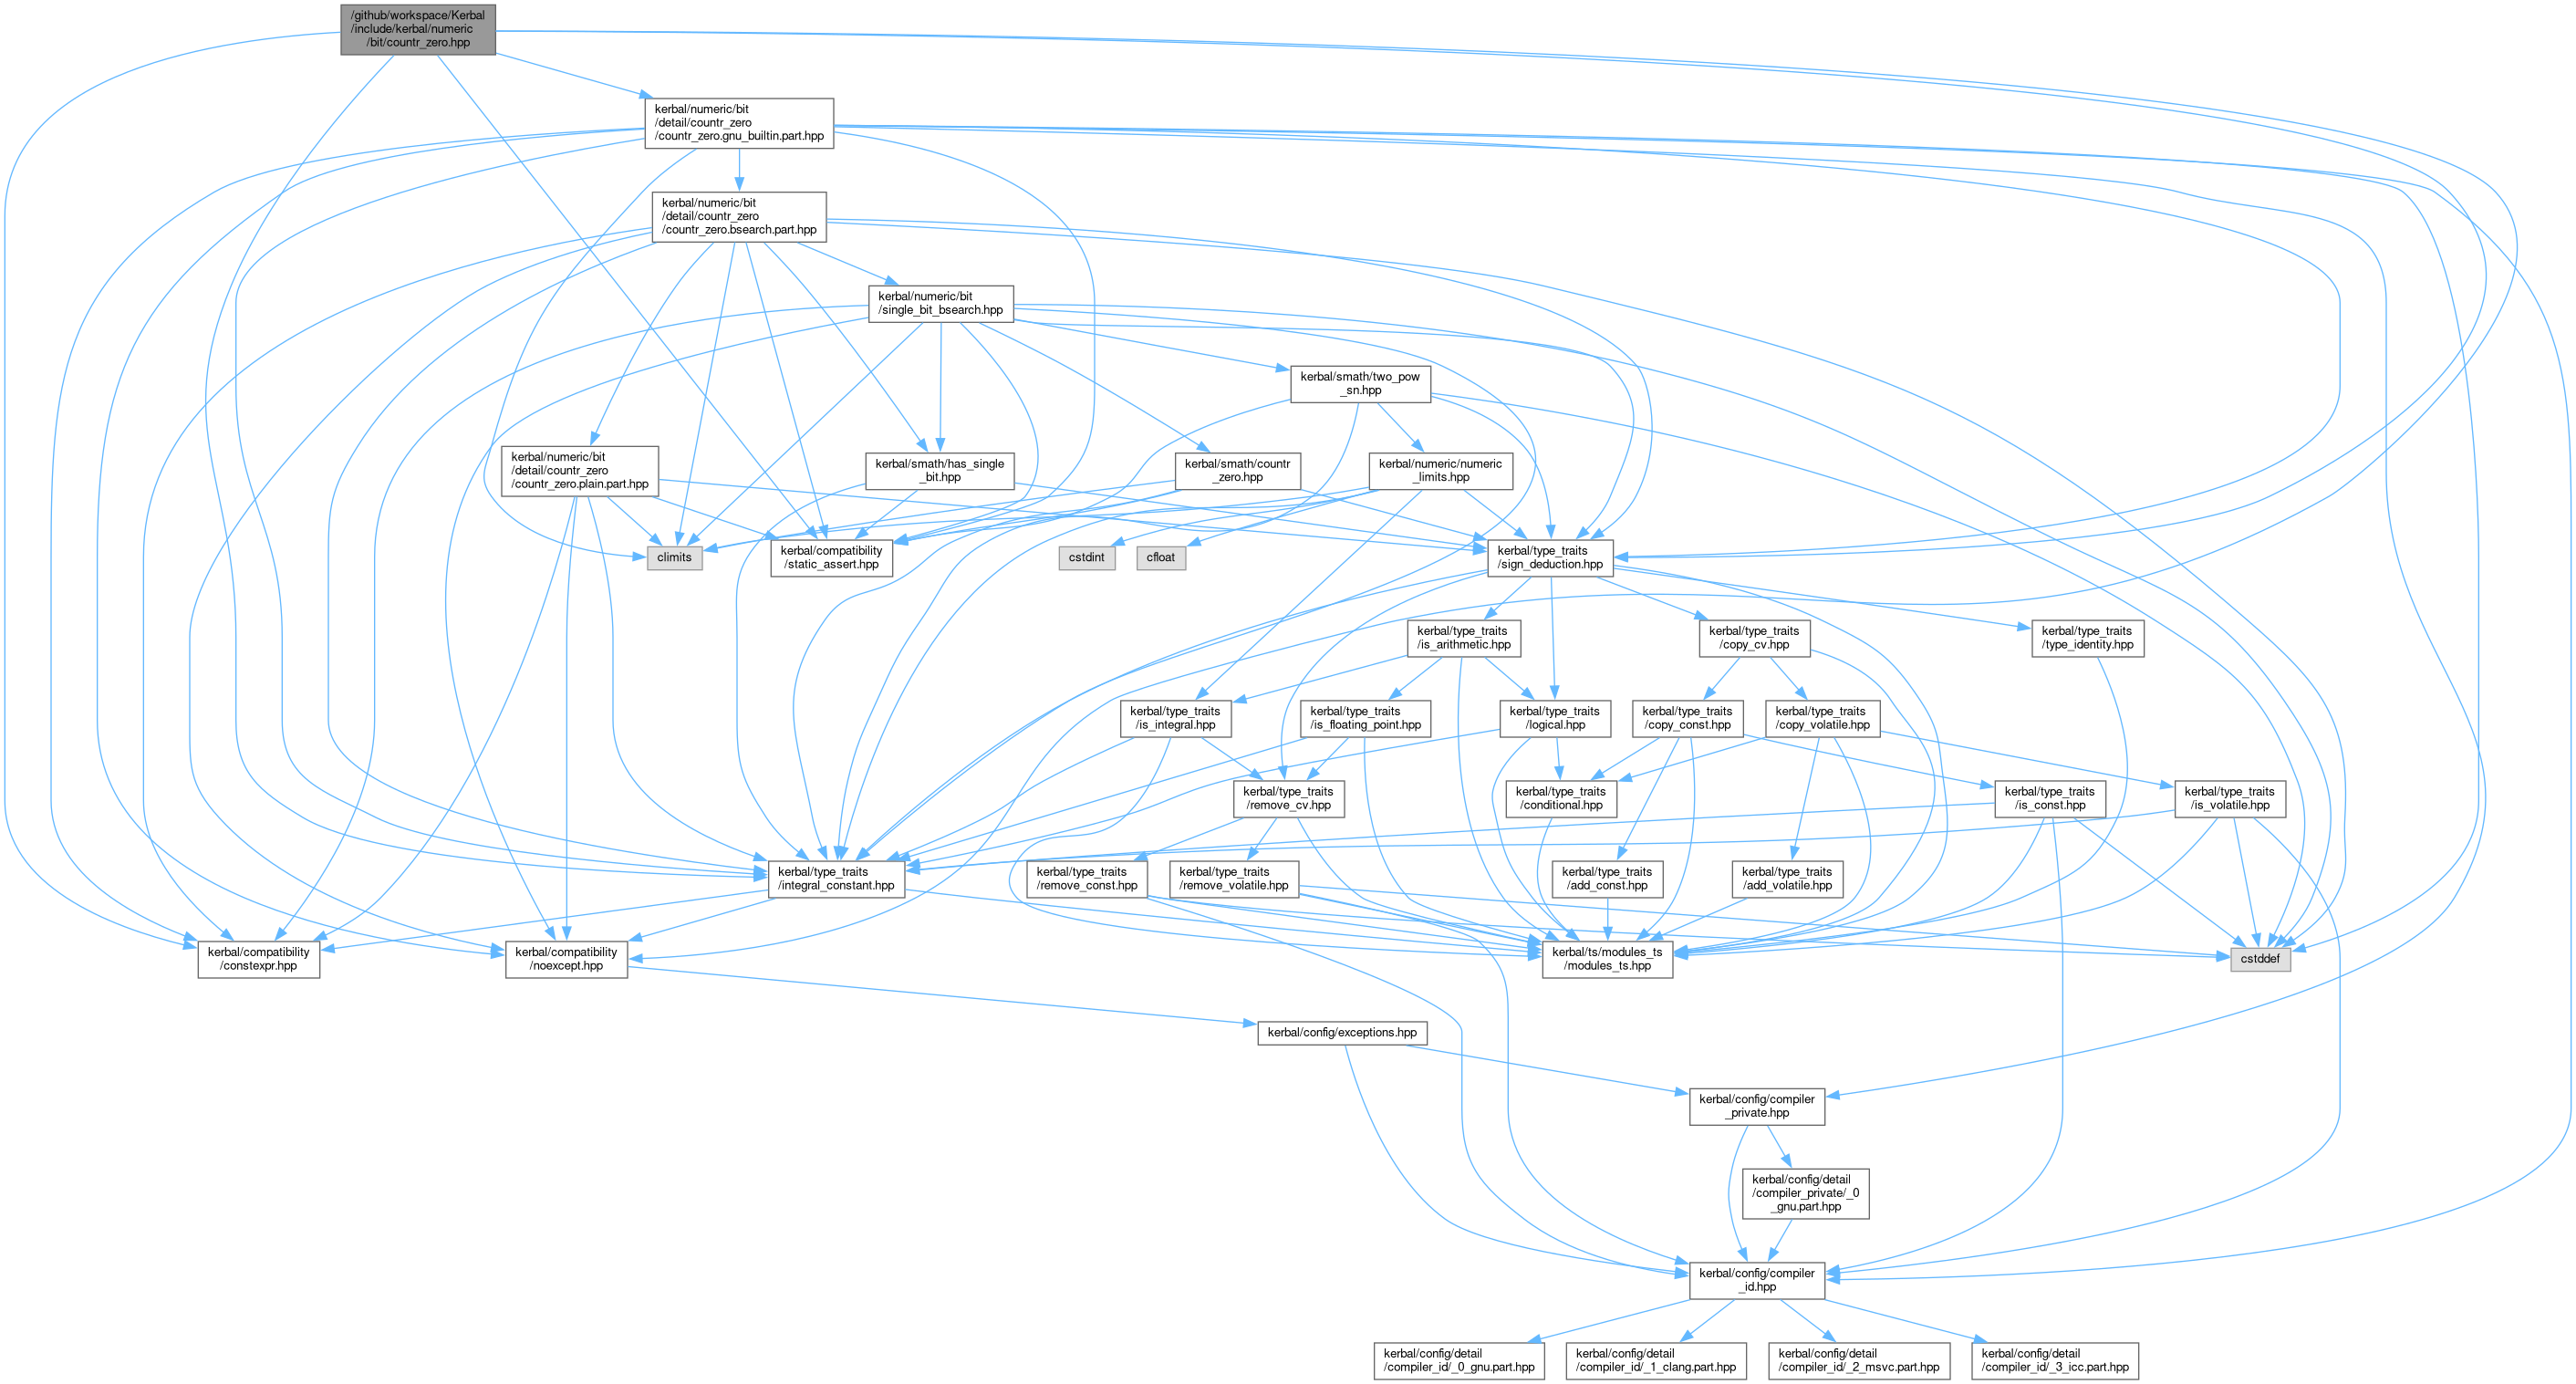 /github/workspace/Kerbal
/include/kerbal/numeric
/bit/countr_zero.hpp
kerbal/numeric/bit
/detail/countr_zero
/countr_zero.gnu_builtin.part.hpp
kerbal/numeric/bit
/detail/countr_zero
/countr_zero.bsearch.part.hpp
kerbal/numeric/bit
/single_bit_bsearch.hpp
kerbal/smath/two_pow
_sn.hpp
kerbal/numeric/bit
/detail/countr_zero
/countr_zero.plain.part.hpp
kerbal/smath/has_single
_bit.hpp
kerbal/smath/countr
_zero.hpp
kerbal/numeric/numeric
_limits.hpp
climits
kerbal/compatibility
/static_assert.hpp
cstdint
cfloat
kerbal/type_traits
/sign_deduction.hpp
kerbal/type_traits
/is_arithmetic.hpp
kerbal/type_traits
/copy_cv.hpp
kerbal/type_traits
/type_identity.hpp
kerbal/type_traits
/is_integral.hpp
kerbal/type_traits
/is_floating_point.hpp
kerbal/type_traits
/logical.hpp
kerbal/type_traits
/copy_const.hpp
kerbal/type_traits
/copy_volatile.hpp
kerbal/type_traits
/remove_cv.hpp
kerbal/type_traits
/conditional.hpp
kerbal/type_traits
/is_const.hpp
kerbal/type_traits
/is_volatile.hpp
kerbal/type_traits
/integral_constant.hpp
kerbal/type_traits
/remove_const.hpp
kerbal/type_traits
/remove_volatile.hpp
kerbal/type_traits
/add_const.hpp
kerbal/type_traits
/add_volatile.hpp
kerbal/compatibility
/constexpr.hpp
kerbal/compatibility
/noexcept.hpp
kerbal/ts/modules_ts
/modules_ts.hpp
cstddef
kerbal/config/exceptions.hpp
kerbal/config/compiler
_private.hpp
kerbal/config/detail
/compiler_private/_0
_gnu.part.hpp
kerbal/config/compiler
_id.hpp
kerbal/config/detail
/compiler_id/_0_gnu.part.hpp
kerbal/config/detail
/compiler_id/_1_clang.part.hpp
kerbal/config/detail
/compiler_id/_2_msvc.part.hpp
kerbal/config/detail
/compiler_id/_3_icc.part.hpp